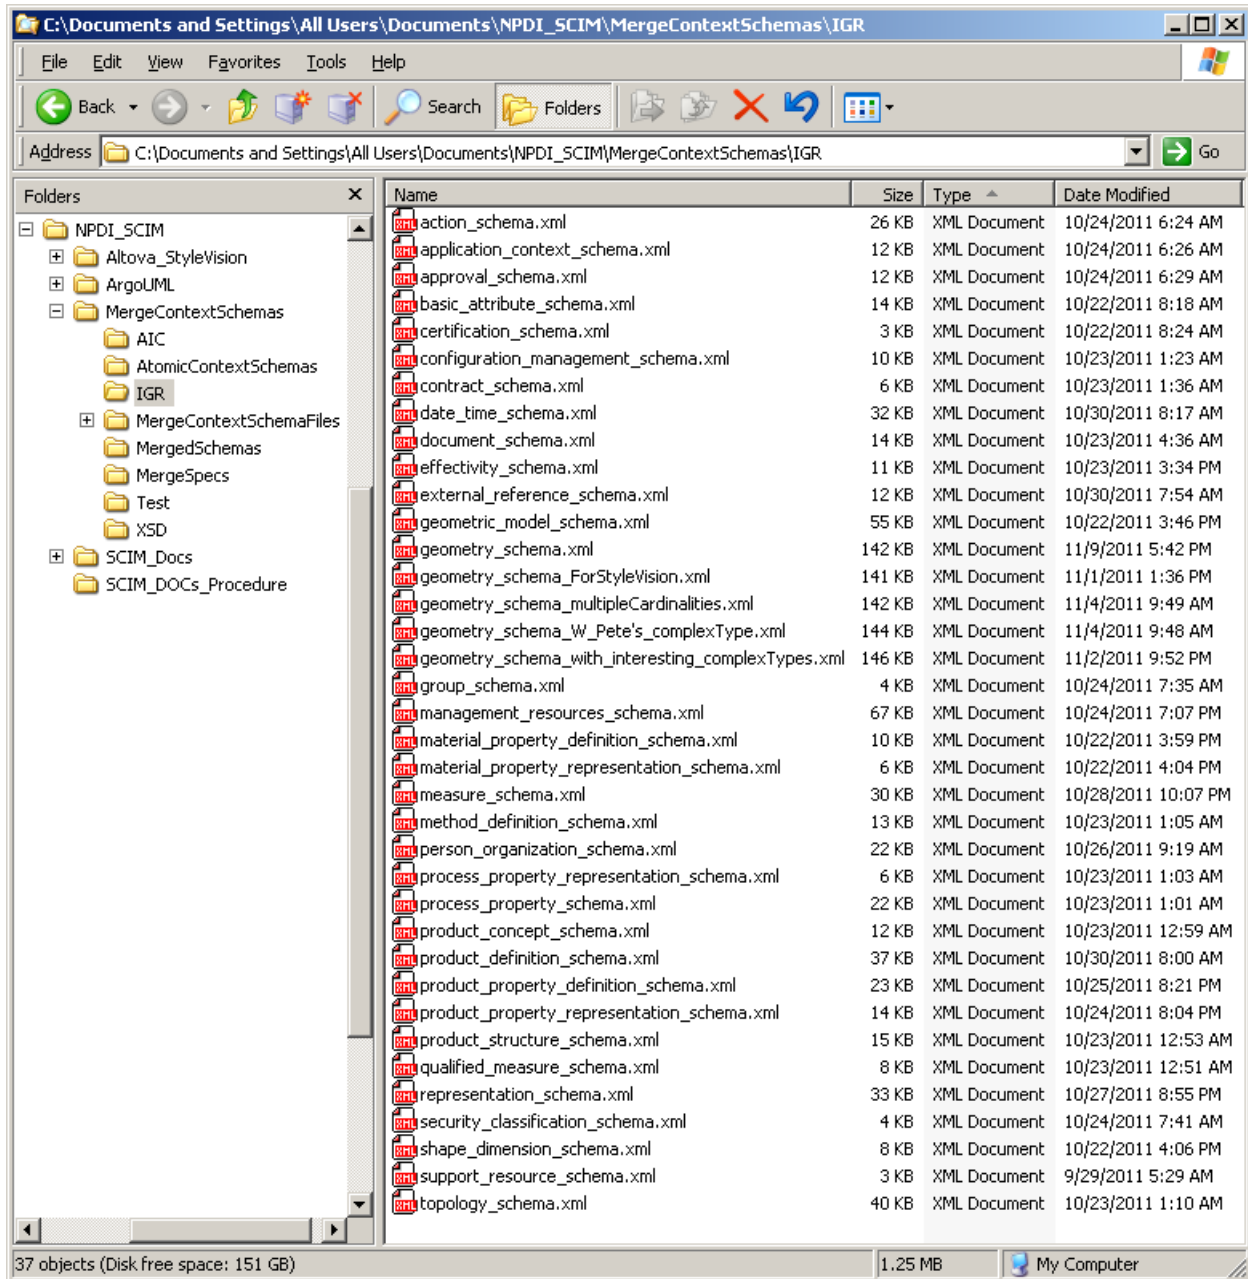 C:\Documents and Settings\All Users\Documents\NPDI_SCIM\MergeContextSchemas\IGR
File Edit View Favorites Tools Help
Back Search Folders
Address C:\Documents and Settings\All Users\Documents\NPDI_SCIM\MergeContextSchemas\IGR Go
Folders
NPDI_SCIM
Altova_StyleVision
ArgoUML
MergeContextSchemas
AIC
AtomicContextSchemas
IGR
MergeContextSchemaFiles
MergedSchemas
MergeSpecs
Test
XSD
SCIM_Docs
SCIM_DOCs_Procedure
Name Size Type Date Modified
action_schema.xml 26 KB XML Document 10/24/2011 6:24 AM
application_context_schema.xml 12 KB XML Document 10/24/2011 6:26 AM
approval_schema.xml 12 KB XML Document 10/24/2011 6:29 AM
basic_attribute_schema.xml 14 KB XML Document 10/22/2011 8:18 AM
certification_schema.xml 3 KB XML Document 10/22/2011 8:24 AM
configuration_management_schema.xml 10 KB XML Document 10/23/2011 1:23 AM
contract_schema.xml 6 KB XML Document 10/23/2011 1:36 AM
date_time_schema.xml 32 KB XML Document 10/30/2011 8:17 AM
document_schema.xml 14 KB XML Document 10/23/2011 4:36 AM
effectivity_schema.xml 11 KB XML Document 10/23/2011 3:34 PM
external_reference_schema.xml 12 KB XML Document 10/30/2011 7:54 AM
geometric_model_schema.xml 55 KB XML Document 10/22/2011 3:46 PM
geometry_schema.xml 142 KB XML Document 11/9/2011 5:42 PM
geometry_schema_ForStyleVision.xml 141 KB XML Document 11/1/2011 1:36 PM
geometry_schema_multipleCardinalities.xml 142 KB XML Document 11/4/2011 9:49 AM
geometry_schema_W_Pete's_complexType.xml 144 KB XML Document 11/4/2011 9:48 AM
geometry_schema_with_interesting_complexTypes.xml 146 KB XML Document 11/2/2011 9:52 PM
group_schema.xml 4 KB XML Document 10/24/2011 7:35 AM
management_resources_schema.xml 67 KB XML Document 10/24/2011 7:07 PM
material_property_definition_schema.xml 10 KB XML Document 10/22/2011 3:59 PM
material_property_representation_schema.xml 6 KB XML Document 10/22/2011 4:04 PM
measure_schema.xml 30 KB XML Document 10/28/2011 10:07 PM
method_definition_schema.xml 13 KB XML Document 10/23/2011 1:05 AM
person_organization_schema.xml 22 KB XML Document 10/26/2011 9:19 AM
process_property_representation_schema.xml 6 KB XML Document 10/23/2011 1:03 AM
process_property_schema.xml 22 KB XML Document 10/23/2011 1:01 AM
product_concept_schema.xml 12 KB XML Document 10/23/2011 12:59 AM
product_definition_schema.xml 37 KB XML Document 10/30/2011 8:00 AM
product_property_definition_schema.xml 23 KB XML Document 10/25/2011 8:21 PM
product_property_representation_schema.xml 14 KB XML Document 10/24/2011 8:04 PM
product_structure_schema.xml 15 KB XML Document 10/23/2011 12:53 AM
qualified_measure_schema.xml 8 KB XML Document 10/23/2011 12:51 AM
representation_schema.xml 33 KB XML Document 10/27/2011 8:55 PM
security_classification_schema.xml 4 KB XML Document 10/24/2011 7:41 AM
shape_dimension_schema.xml 8 KB XML Document 10/22/2011 4:06 PM
support_resource_schema.xml 3 KB XML Document 9/29/2011 5:29 AM
topology_schema.xml 40 KB XML Document 10/23/2011 1:10 AM
37 objects (Disk free space: 151 GB) 1.25 MB My Computer